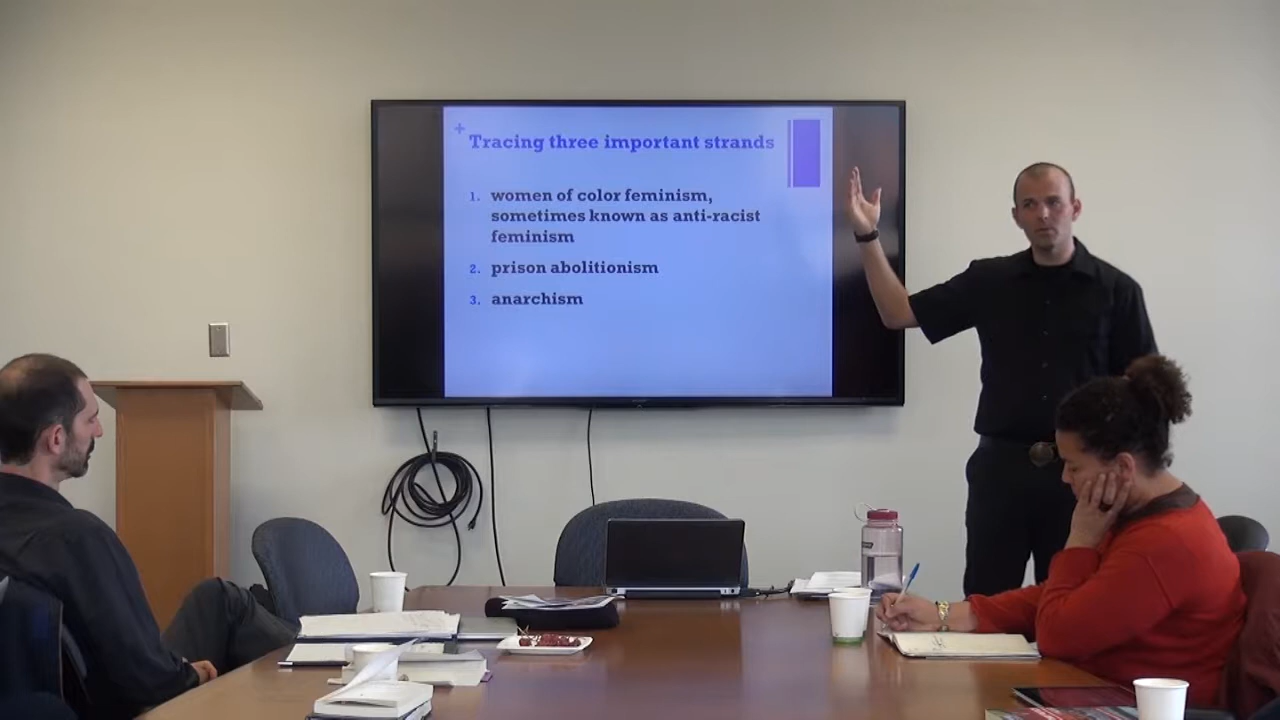 +
Tracing three important strands
1. women of color feminism,
sometimes known as anti-racist
feminism
2. prison abolitionism
3. anarchism